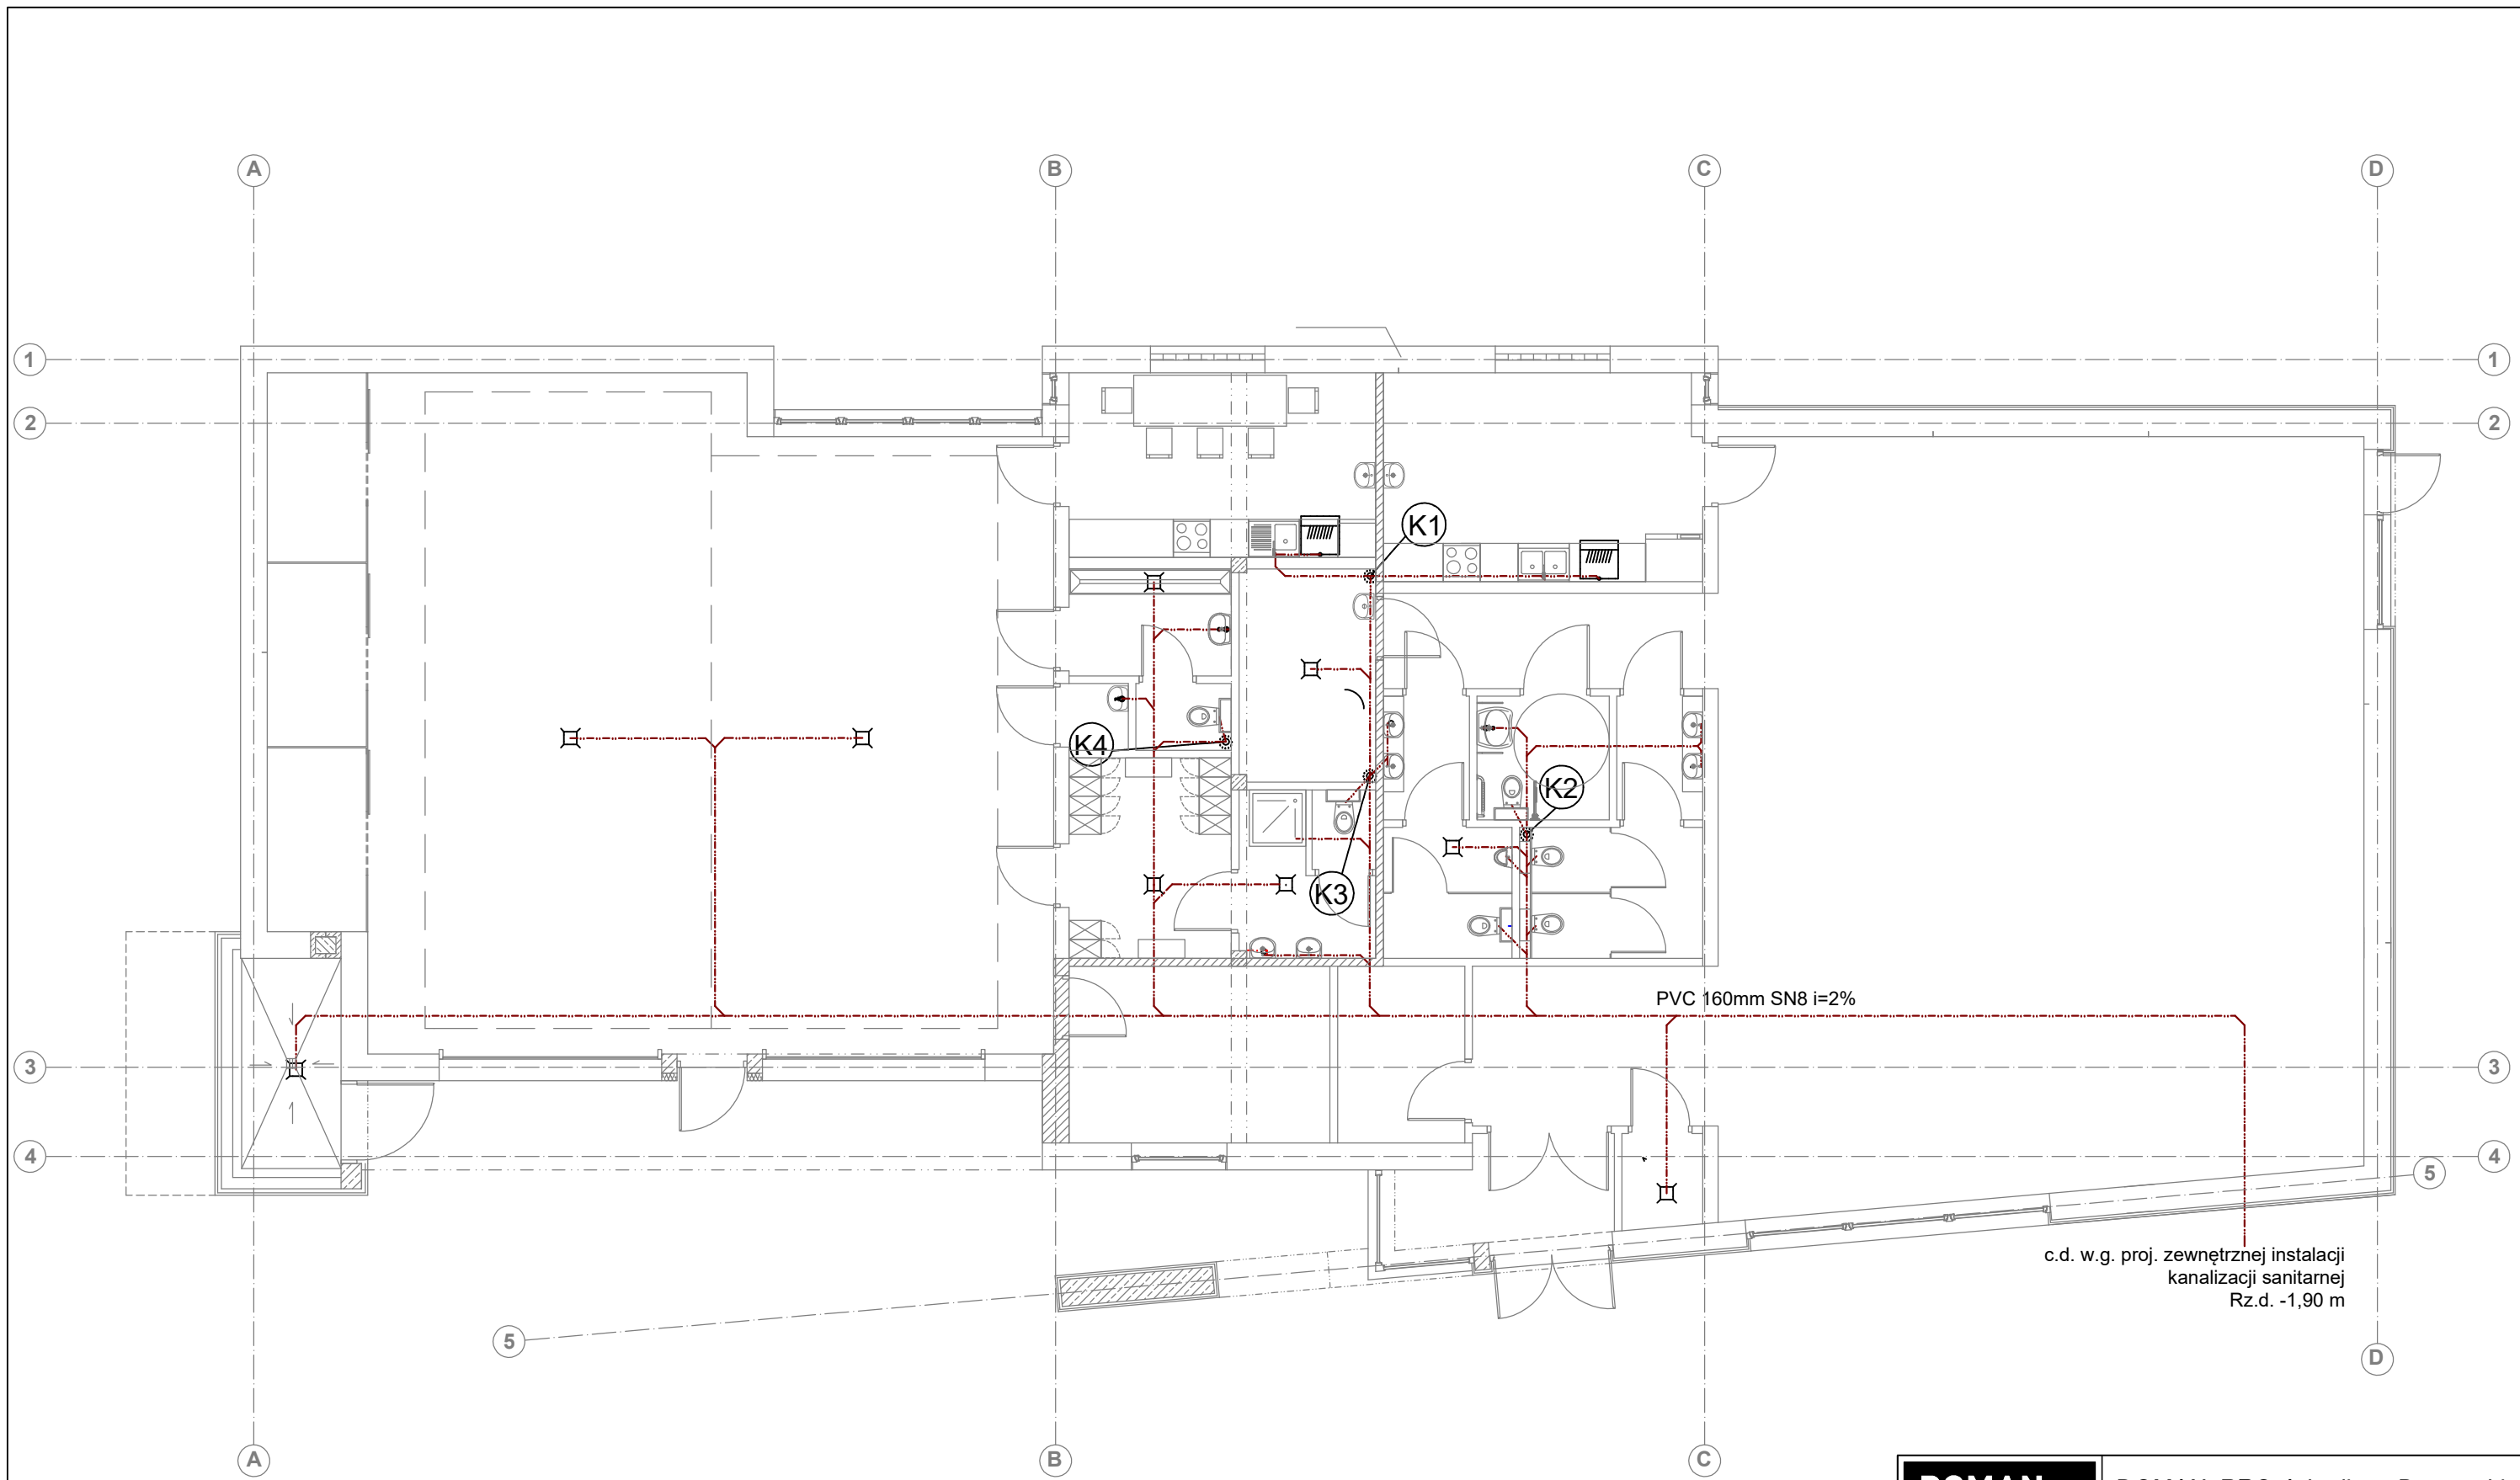 A B C D
1 1
2 2
K1
K4
K2
K3
PVC 160mm SN8 i=2%
3 3
4 4
5
c.d. w.g. proj. zewnętrznej instalacji
kanalizacji sanitarnej
Rz.d. -1,90 m
5
D
A B C